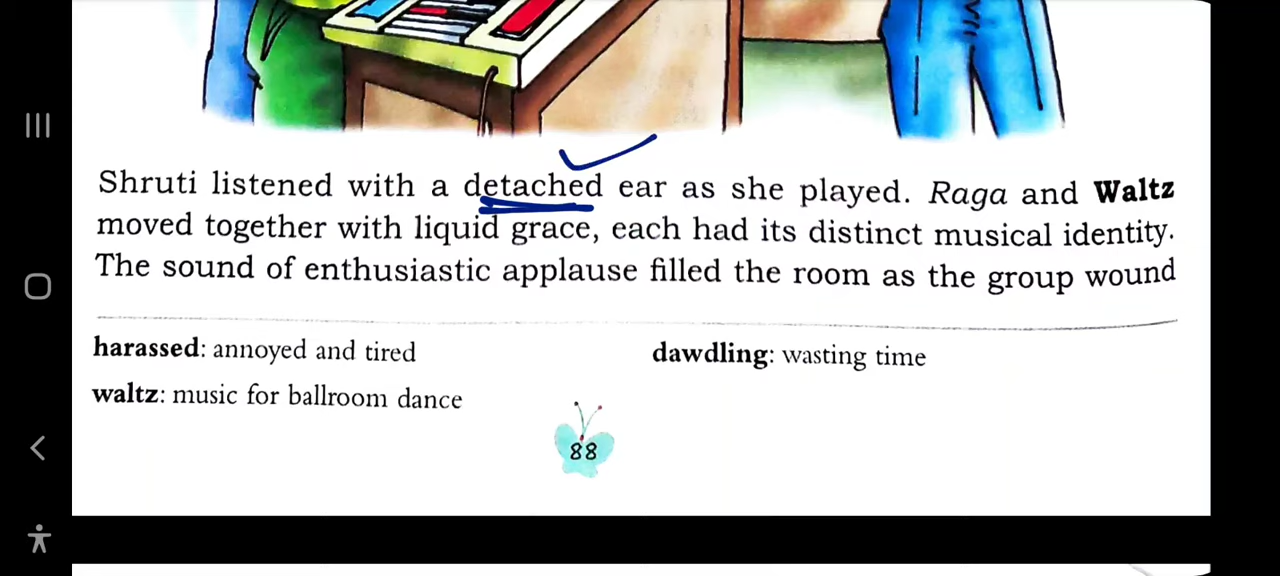 Shruti listened with a detached ear as she played. Raga and Waltz
moved together with liquid grace, each had its distinct musical identity.
The sound of enthusiastic applause filled the room as the group wound
harassed: annoyed and tired
dawdling: wasting time
waltz: music for ballroom dance
88